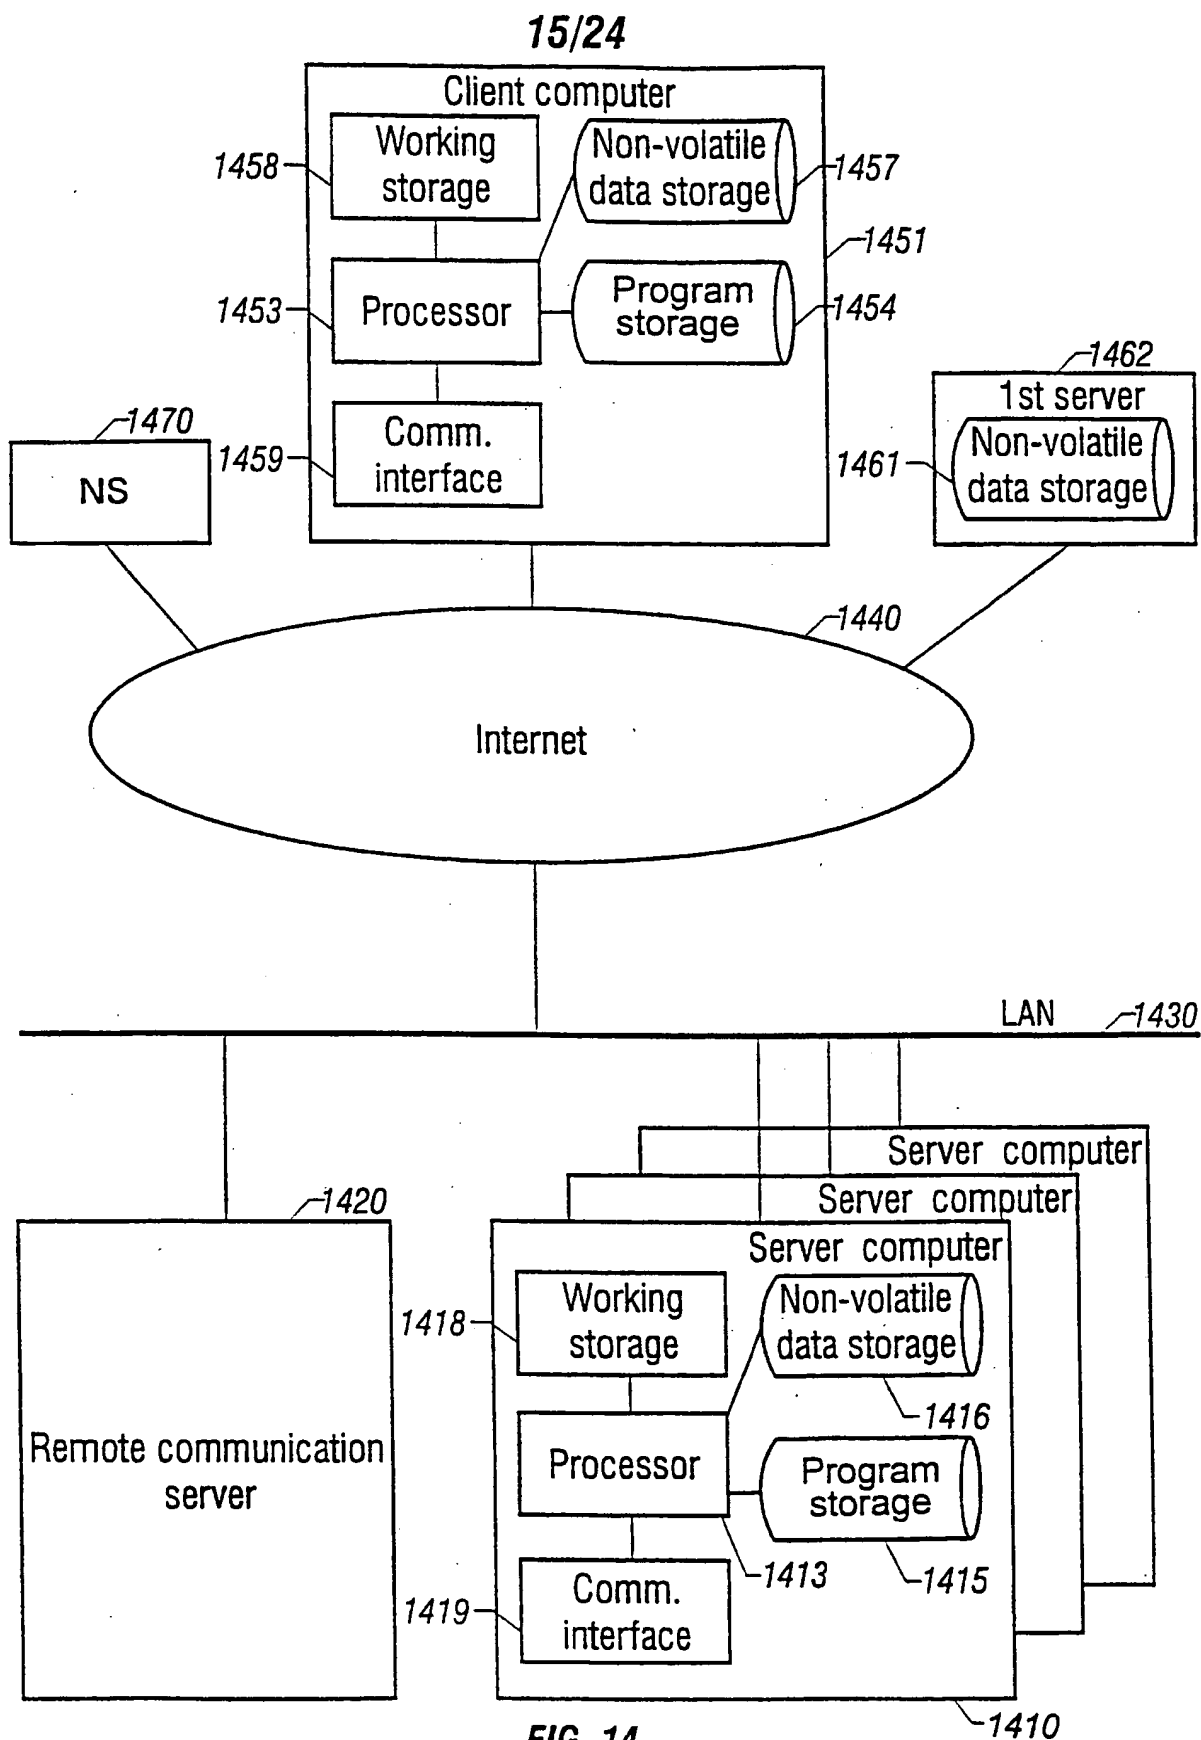 15/24
Client computer
Working
storage
1458
Non-volatile
data storage
1457
1451
Processor
1453
Program
storage
1454
Comm.
interface
1459
1470
NS
1462
1st server
Non-volatile
data storage
1461
1440
Internet
LAN
1430
1420
Remote communication
server
Server computer
Server computer
Server computer
Working
storage
1418
Non-volatile
data storage
1416
Processor
1413
Program
storage
1415
Comm.
interface
1419
1410
FIG. 14